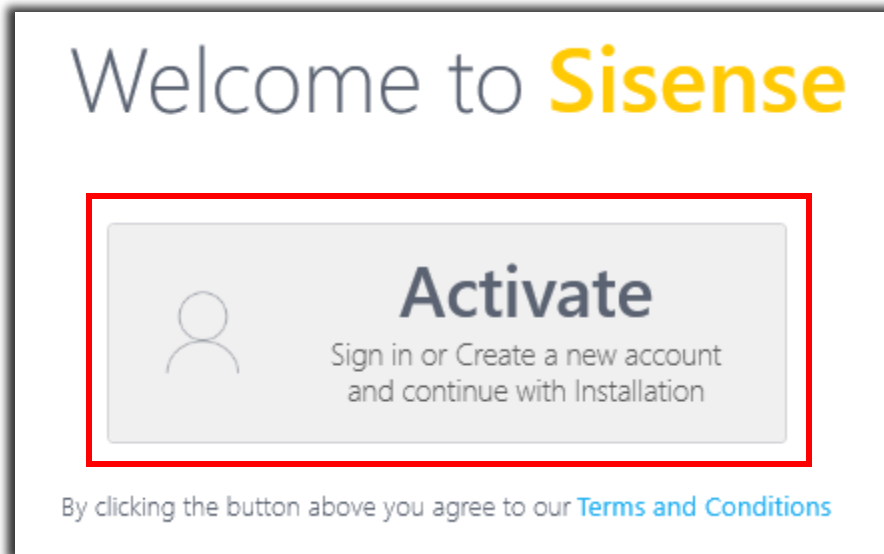 Welcome to Sisense
Activate
Sign in or Create a new account
and continue with Installation
By clicking the button above you agree to our Terms and Conditions